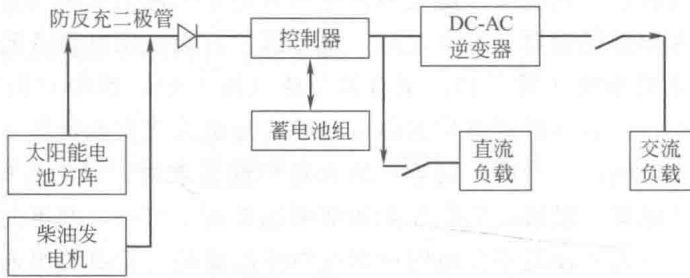 防反充二极管
控制器
DC-AC
逆变器
蓄电池组
太阳能电
池方阵
直流
负载
交流
负载
柴油发
电机